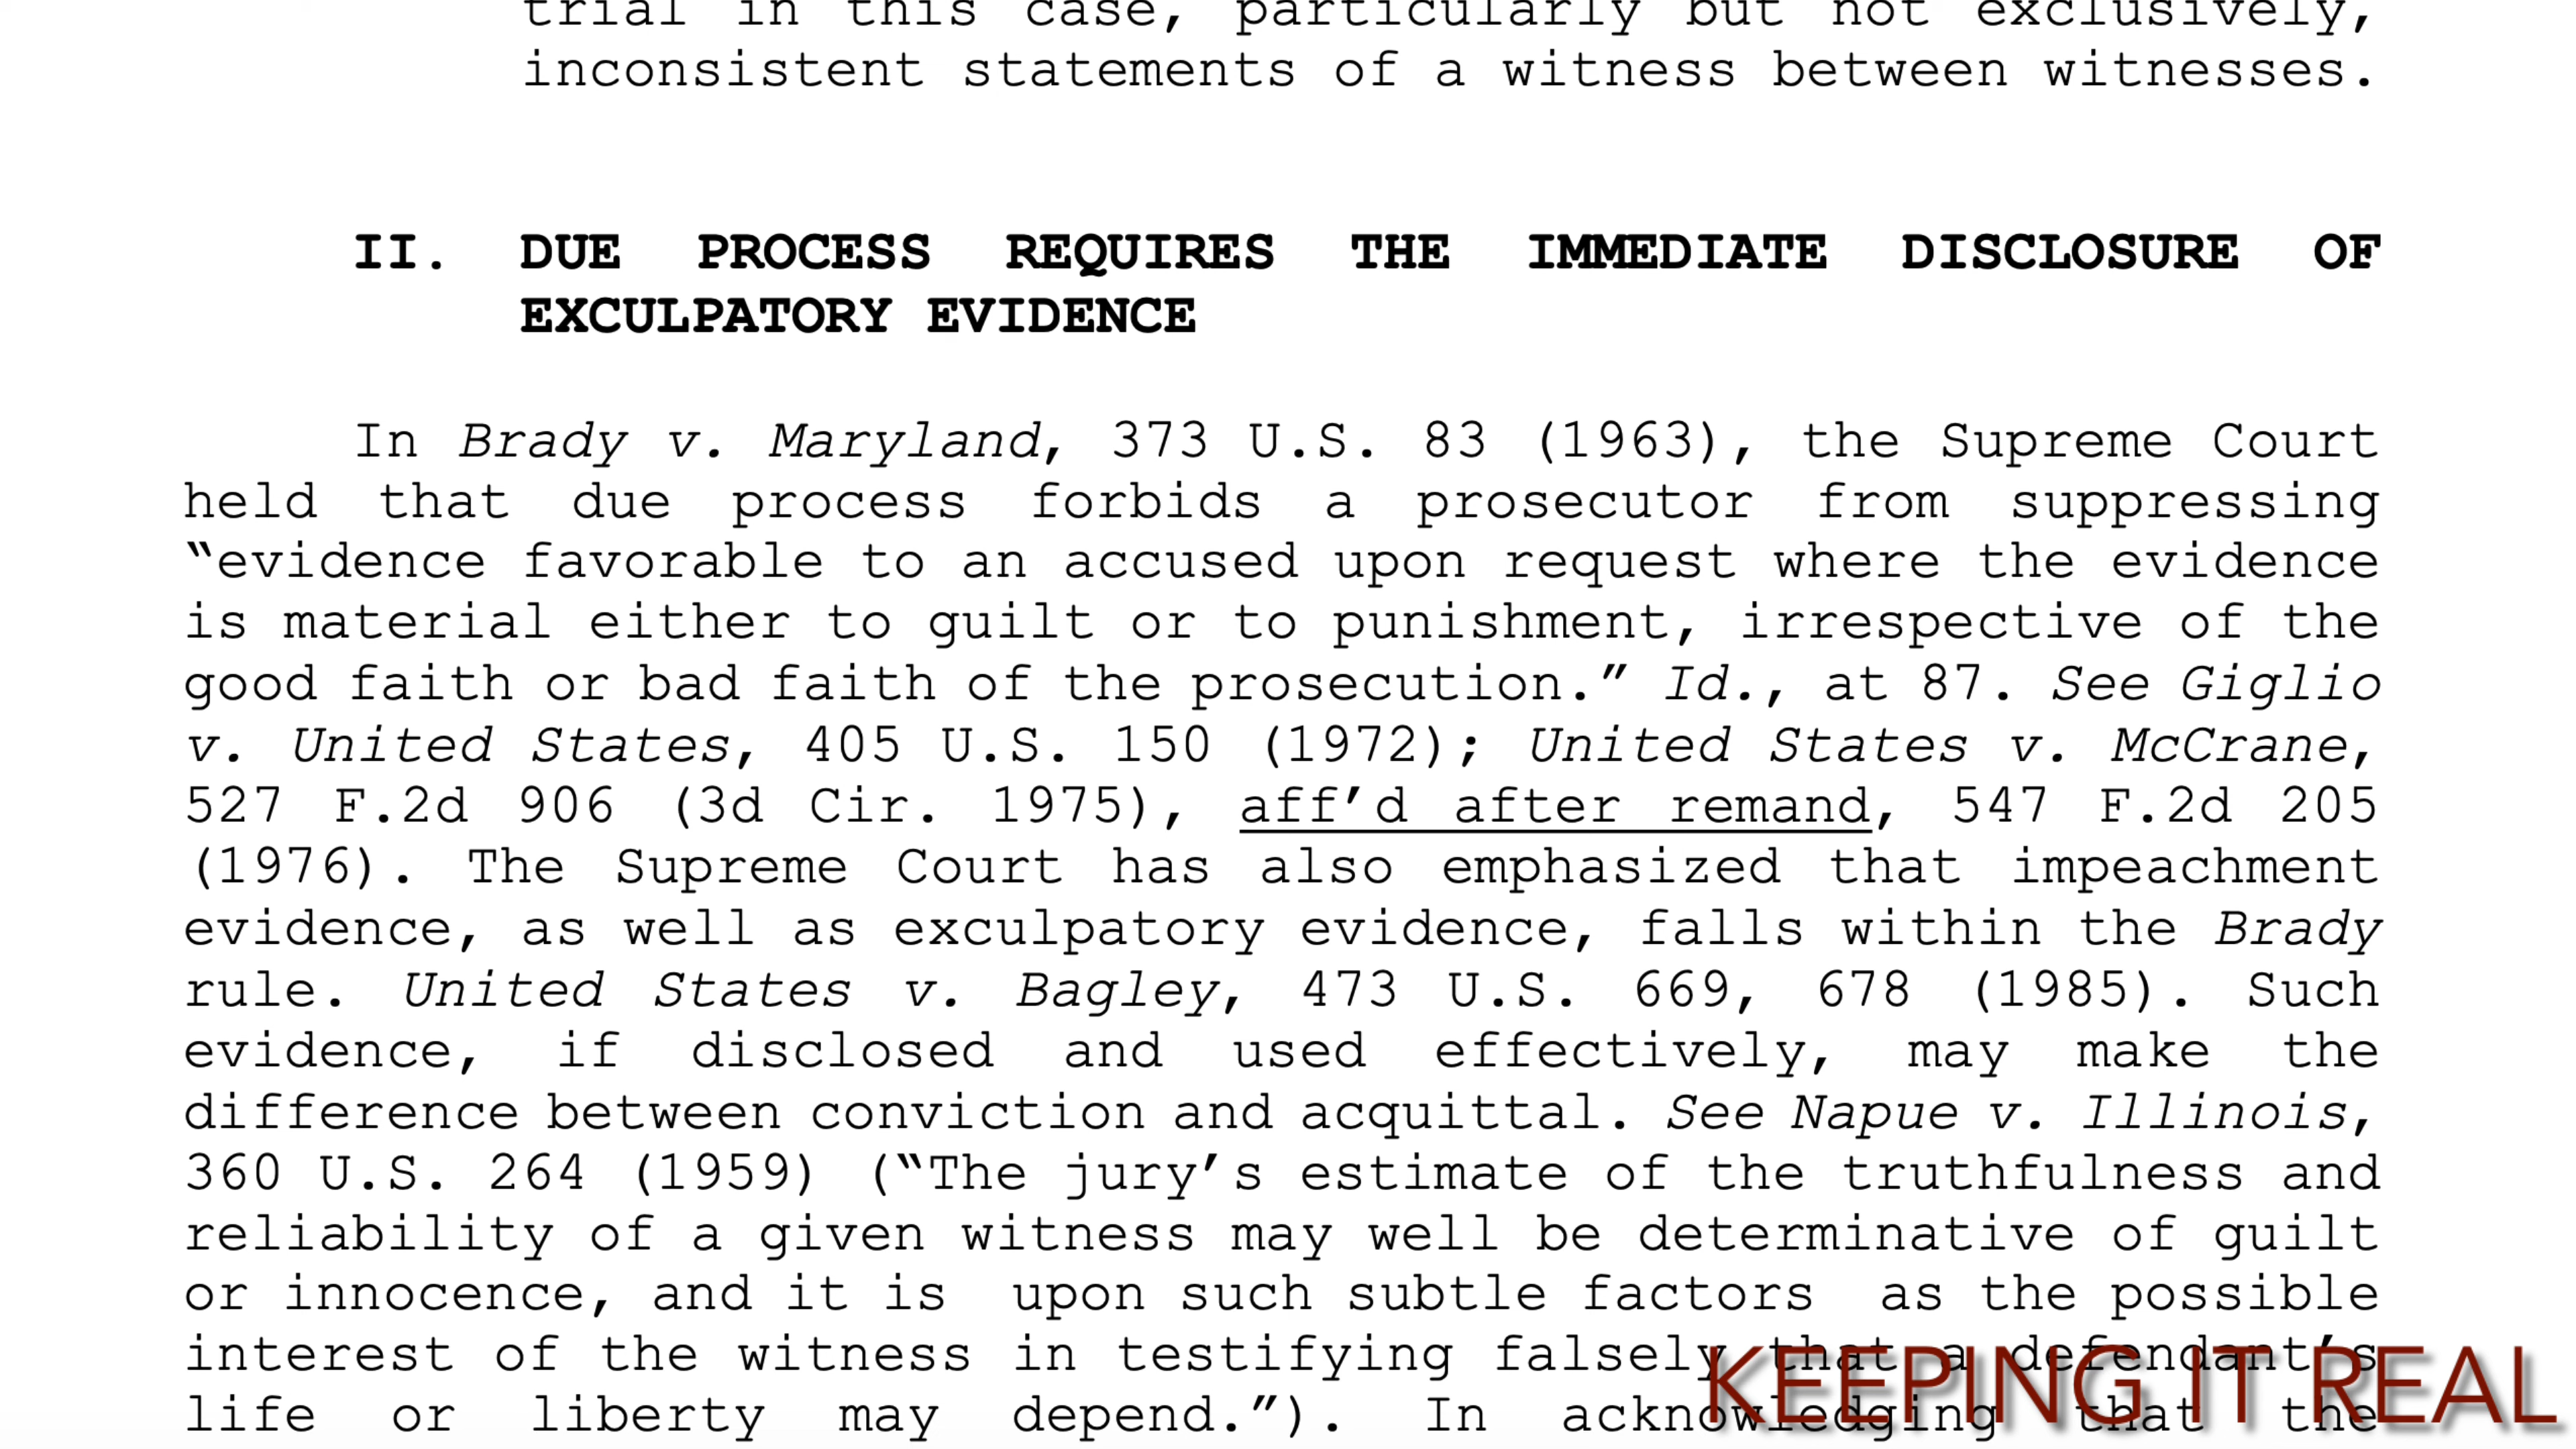 trial in this case, particularly but not exclusively,
inconsistent statements of a witness between witnesses.
II. DUE PROCESS REQUIRES THE IMMEDIATE DISCLOSURE OF
EXCULPATORY EVIDENCE
In Brady v. Maryland, 373 U.S. 83 (1963), the Supreme Court
held that due process forbids a prosecutor from suppressing
“evidence favorable to an accused upon request where the evidence
is material either to guilt or to punishment, irrespective of the
good faith or bad faith of the prosecution.” Id., at 87. See Giglio
v. United States, 405 U.S. 150 (1972); United States v. McCrane,
527 F.2d 906 (3d Cir. 1975), aff’d after remand, 547 F.2d 205
(1976). The Supreme Court has also emphasized that impeachment
evidence, as well as exculpatory evidence, falls within the Brady
rule. United States v. Bagley, 473 U.S. 669, 678 (1985). Such
evidence, if disclosed and used effectively, may make the
difference between conviction and acquittal. See Napue v. Illinois,
360 U.S. 264 (1959) (“The jury’s estimate of the truthfulness and
reliability of a given witness may well be determinative of guilt
or innocence, and it is upon such subtle factors as the possible
interest of the witness in testifying falsely that a defendant’s
life or liberty may depend.”). In acknowledging that the
KEEPING IT REAL